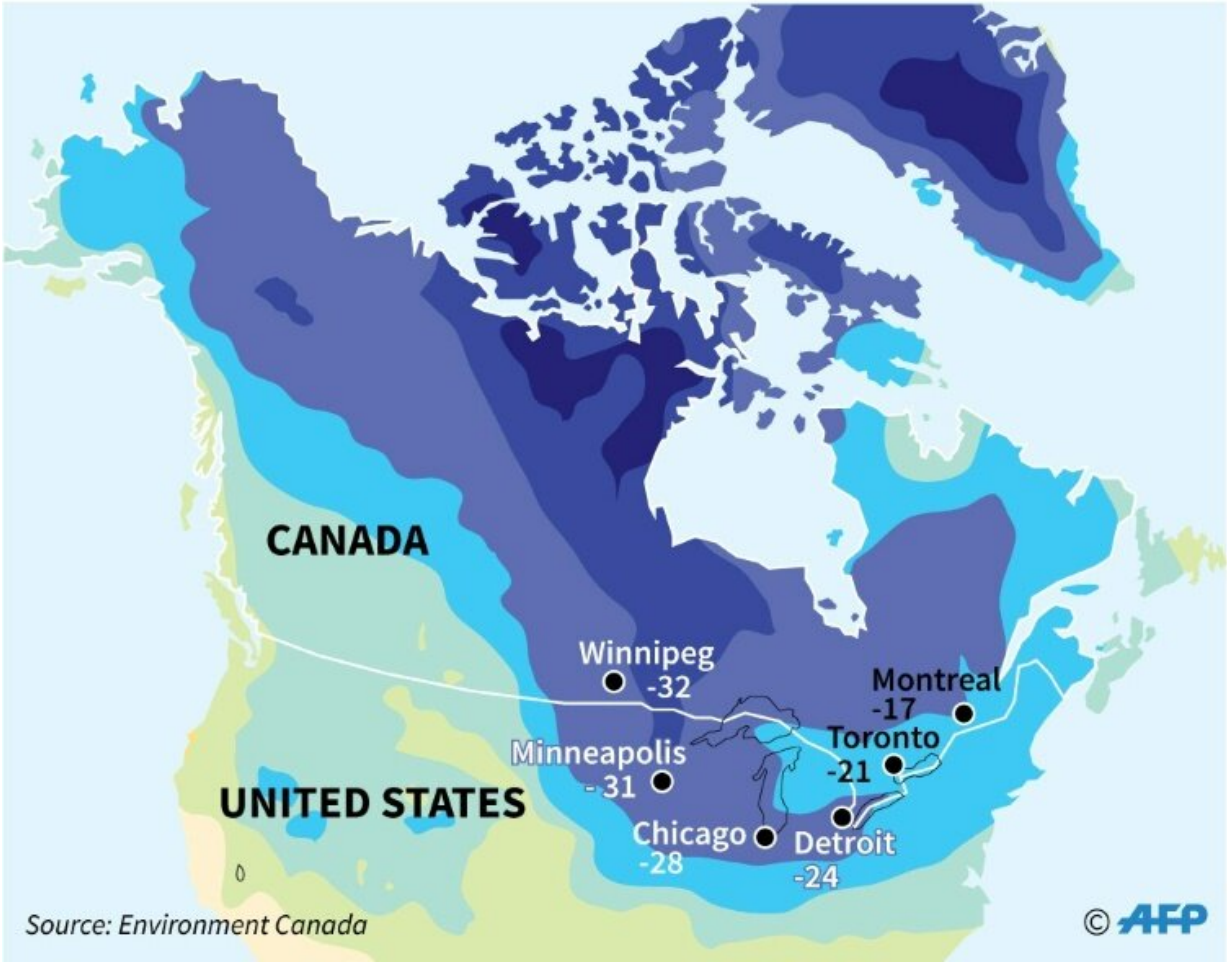 CANADA
Winnipeg
-32
Montreal
-17
Toronto
-21
Minneapolis
- 31
UNITED STATES
Chicago
-28
Detroit
-24
Source: Environment Canada
© AFP